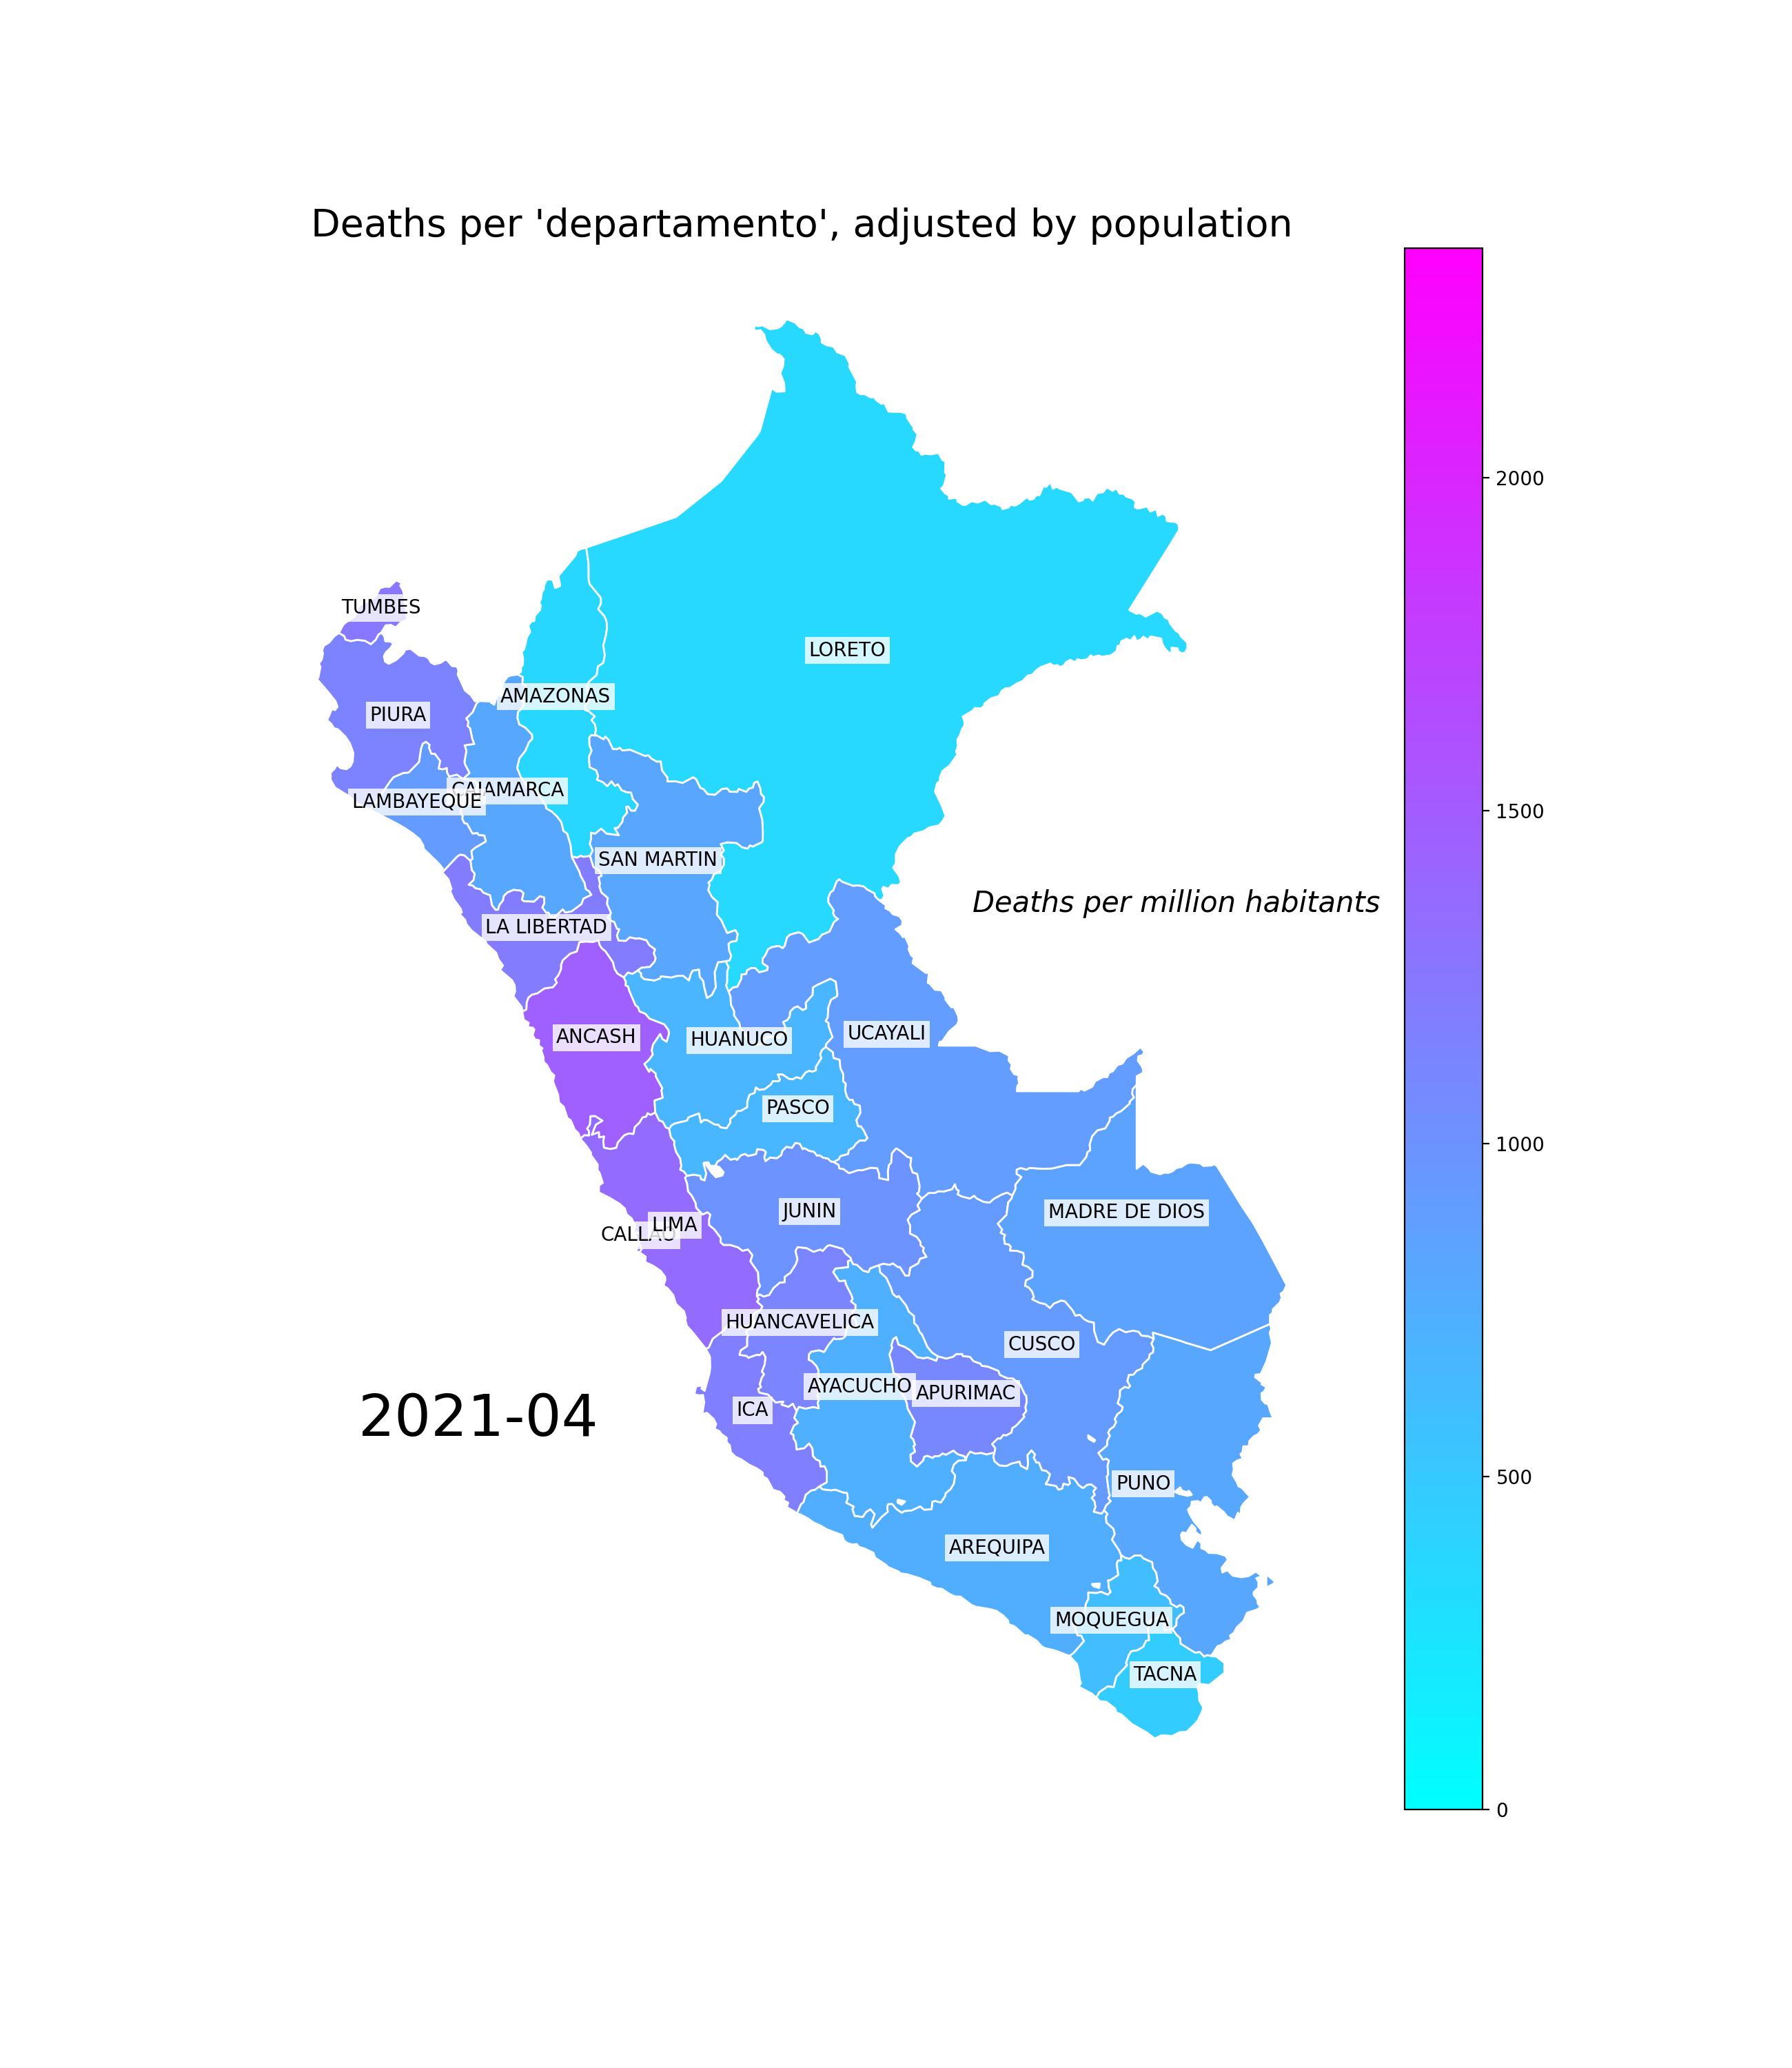 Deaths per 'departamento', adjusted by population
2000
TUMBES
LORETO
AMAZONAS
PIURA
CAJAMARCA
LAMBAYEQUE
1500
SAN MARTIN
Deaths per million habitants
LA LIBERTAD
UCAYALI
ANCASH
HUANUCO
PASCO
1000
JUNIN
MADRE DE DIOS
LIMA
CALLAO
HUANCAVELICA
CUSCO
AYACUCHO
APURIMAC
ICA
2021-04
500
PUNO
AREQUIPA
MOQUEGUA
TACNA
0